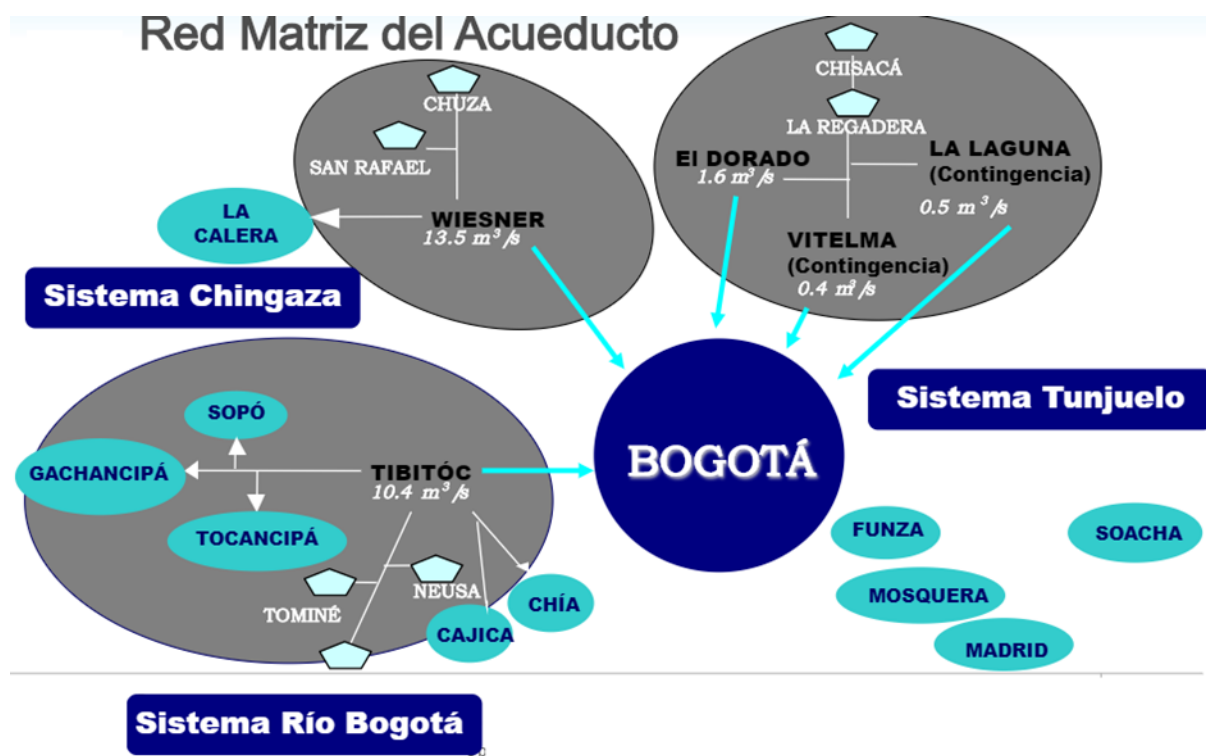 Red Matriz del Acueducto
CHUZA
SAN RAFAEL
LA
CALERA
WIESNER
13.5 m³/s
Sistema Chingaza
CHISACÁ
LA REGADERA
El DORADO
1.6 m³/s
LA LAGUNA
(Contingencia)
0.5 m³/s
VITELMA
(Contingencia)
0.4 m³/s
Sistema Tunjuelo
BOGOTÁ
SOPÓ
GACHANCIPÁ
TIBITÓC
10.4 m³/s
TOCANCIPÁ
TOMINÉ
NEUSA
CHÍA
CAJICA
FUNZA
SOACHA
MOSQUERA
MADRID
Sistema Río Bogotá